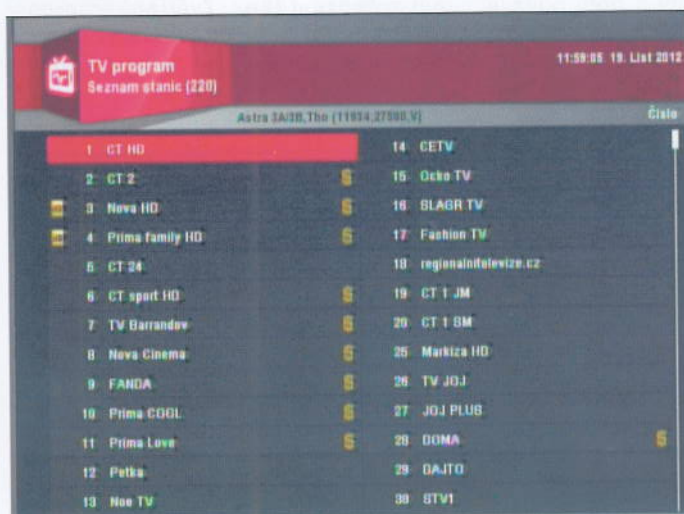 TV program
Seznam stanic (220)
11:59:05 19. List 2012
Astra 3A/3B,Tho (11934,27500,V)
Číslo
1 CT HD
2 CT 2 $
3 Nova HD $
4 Prima family HD $
5 CT 24
6 CT sport HD $
7 TV Barrandov $
8 Nova Cinema $
9 FANDA $
10 Prima COOL $
11 Prima Love $
12 Petka
13 Noe TV
14 CETV
15 Ocko TV
16 SLAGR TV
17 Fashion TV
18 regionalnitelevize.cz
19 CT 1 JM
20 CT 1 SM
25 Markiza HD
26 TV JOJ
27 JOJ PLUS
28 DOMA $
29 DAJTO
30 STV1